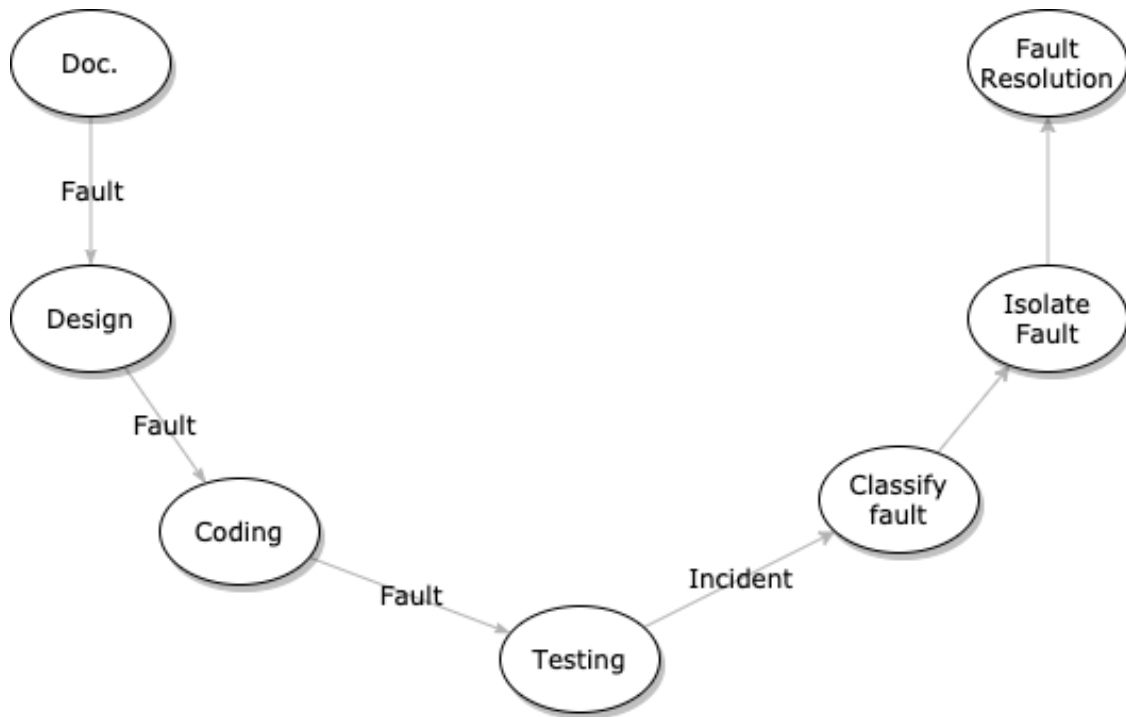 Doc.
Fault
Design
Fault
Coding
Fault
Testing
Incident
Classify
fault
Isolate
Fault
Fault
Resolution